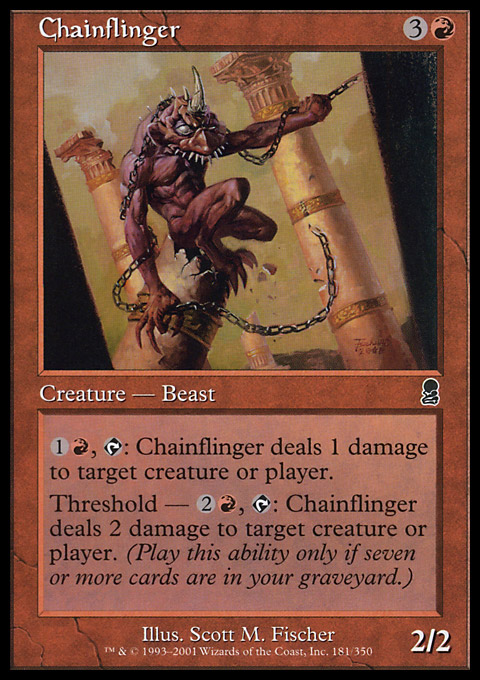 Chainflinger 3
Creature — Beast
1, : Chainflinger deals 1 damage
to target creature or player.
Threshold — 2, : Chainflinger
deals 2 damage to target creature or
player. (Play this ability only if seven
or more cards are in your graveyard.)
Illus. Scott M. Fischer
™ & © 1993–2001 Wizards of the Coast, Inc. 181/350
2/2